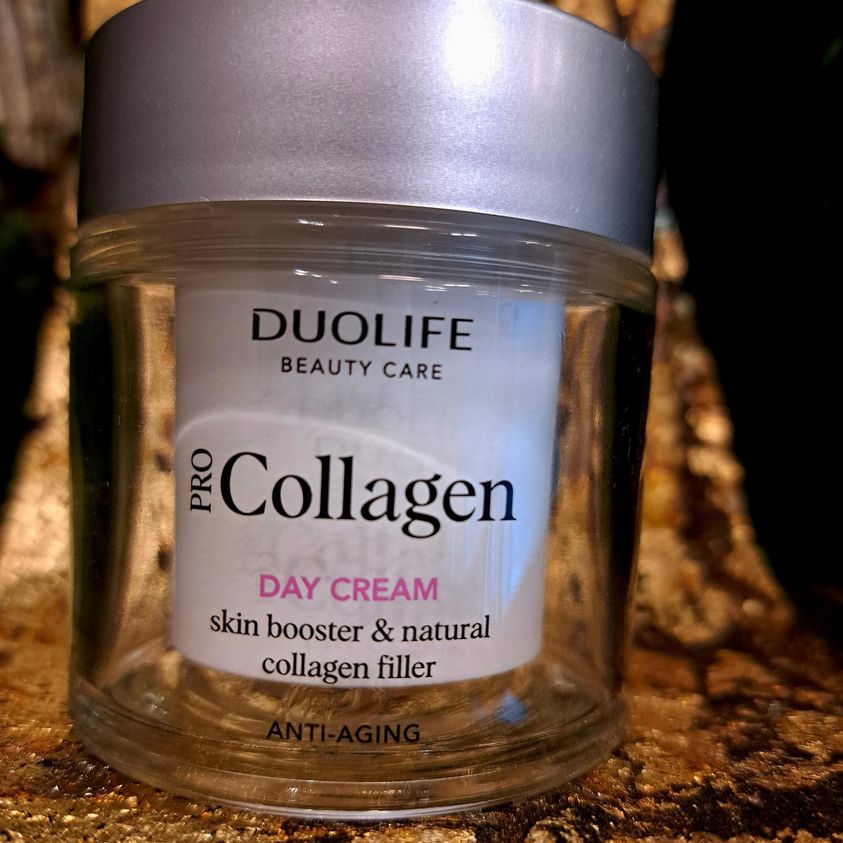 DUOLIFE
BEAUTY CARE
PRO Collagen
DAY CREAM
skin booster & natural
collagen filler
ANTI-AGING